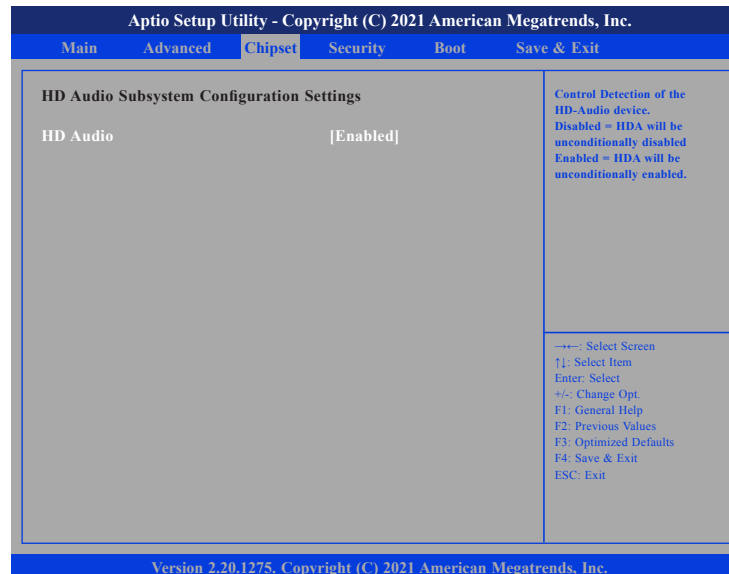 Aptio Setup Utility - Copyright (C) 2021 American Megatrends, Inc.
Main Advanced Chipset Security Boot Save & Exit
HD Audio Subsystem Configuration Settings
HD Audio [Enabled]
Control Detection of the
HD-Audio device.
Disabled = HDA will be
unconditionally disabled
Enabled = HDA will be
unconditionally enabled.
→←: Select Screen
↑↓: Select Item
Enter: Select
+/-: Change Opt.
F1: General Help
F2: Previous Values
F3: Optimized Defaults
F4: Save & Exit
ESC: Exit
Version 2.20.1275. Copyright (C) 2021 American Megatrends, Inc.